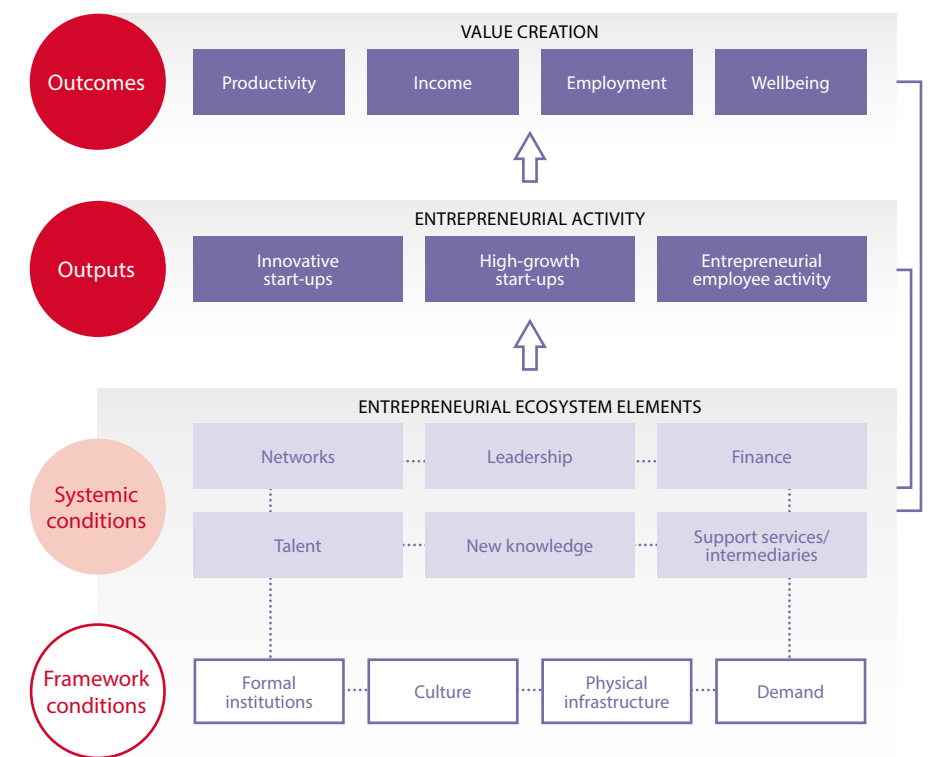 VALUE CREATION
Outcomes
Productivity
Income
Employment
Wellbeing
ENTREPRENEURIAL ACTIVITY
Outputs
Innovative
start-ups
High-growth
start-ups
Entrepreneurial
employee activity
ENTREPRENEURIAL ECOSYSTEM ELEMENTS
Systemic
conditions
Networks
Leadership
Finance
Talent
New knowledge
Support services/
intermediaries
Framework
conditions
Formal
institutions
Culture
Physical
infrastructure
Demand